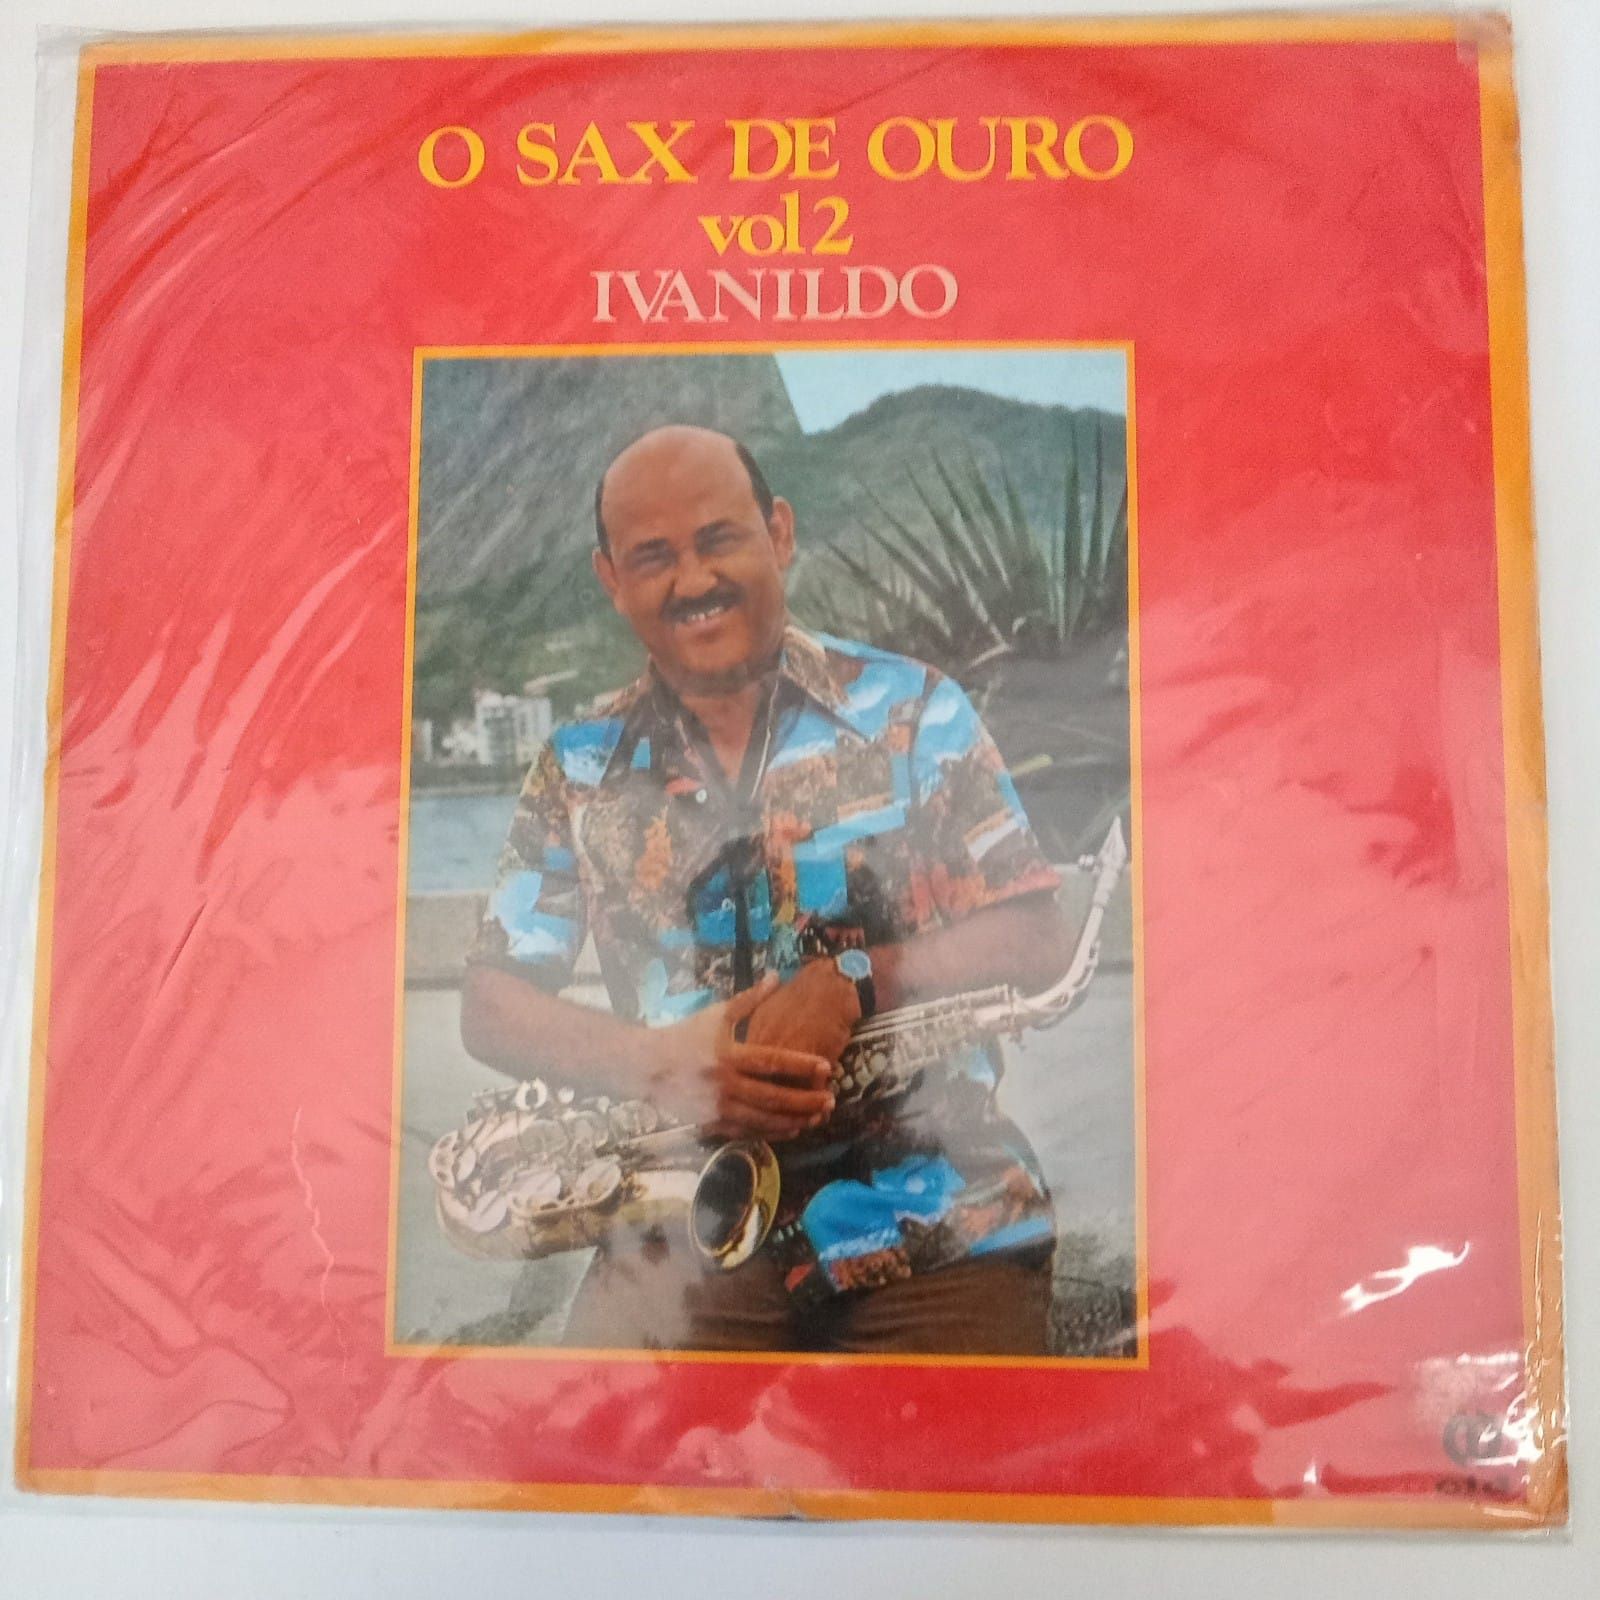 O SAX DE OURO
vol 2
IVANILDO